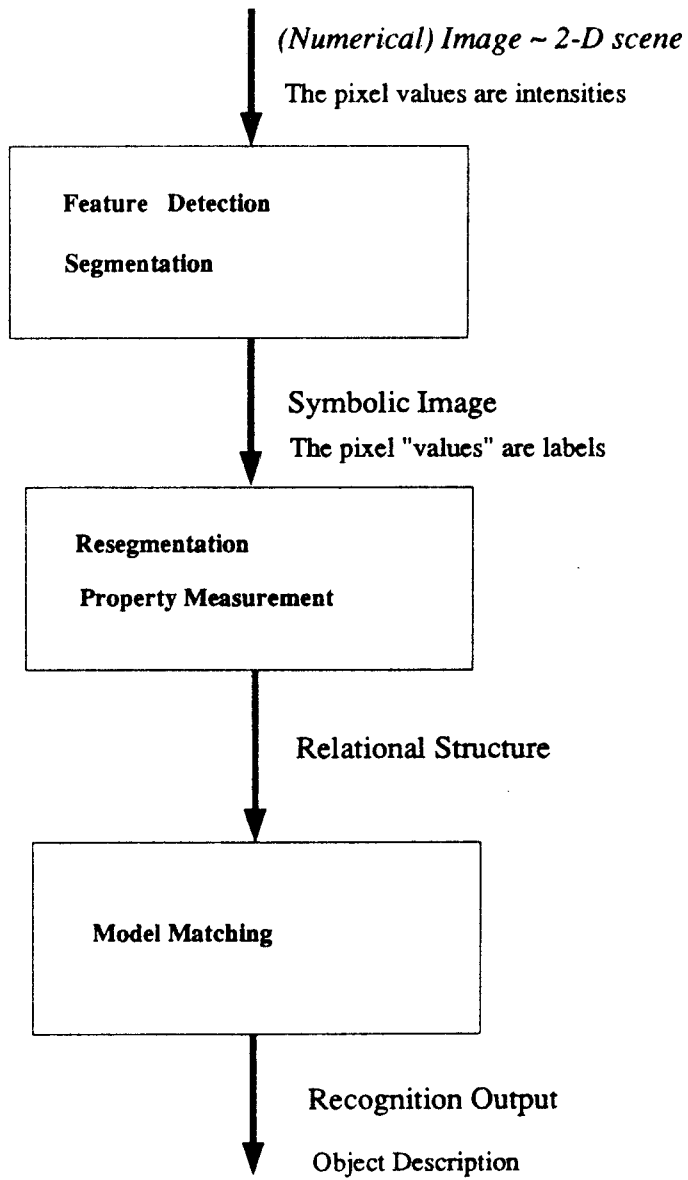 (Numerical) Image ~ 2-D scene
The pixel values are intensities
Feature Detection
Segmentation
Symbolic Image
The pixel "values" are labels
Resegmentation
Property Measurement
Relational Structure
Model Matching
Recognition Output
Object Description